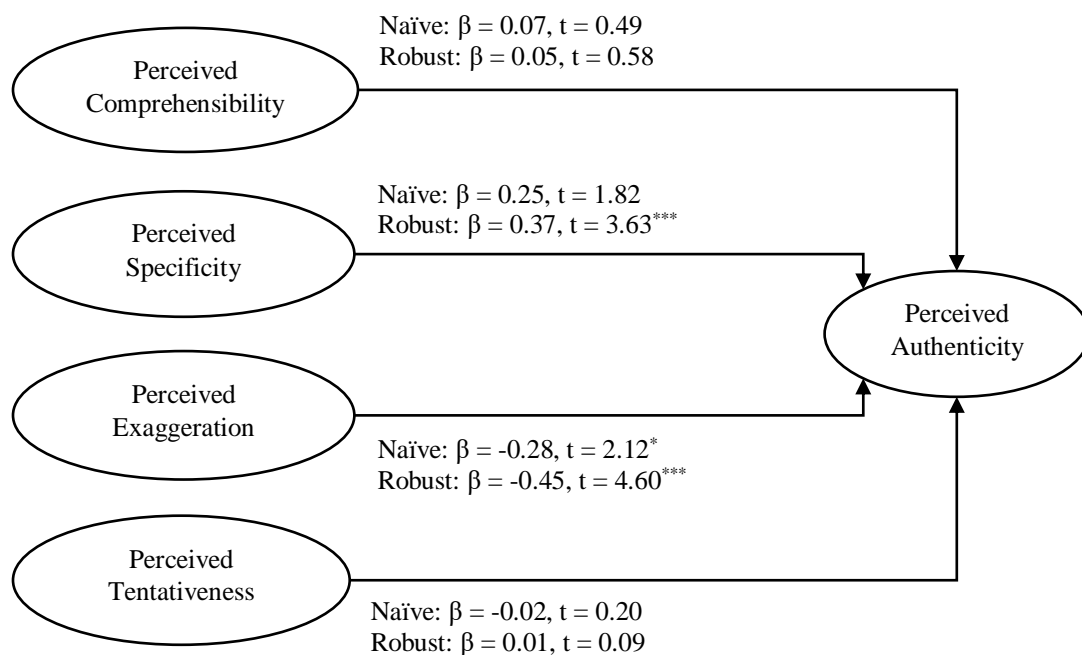 Naïve: β = 0.07, t = 0.49
Robust: β = 0.05, t = 0.58
Perceived
Comprehensibility
Naïve: β = 0.25, t = 1.82
Robust: β = 0.37, t = 3.63***
Perceived
Specificity
Perceived
Authenticity
Perceived
Exaggeration
Naïve: β = -0.28, t = 2.12*
Robust: β = -0.45, t = 4.60***
Perceived
Tentativeness
Naïve: β = -0.02, t = 0.20
Robust: β = 0.01, t = 0.09